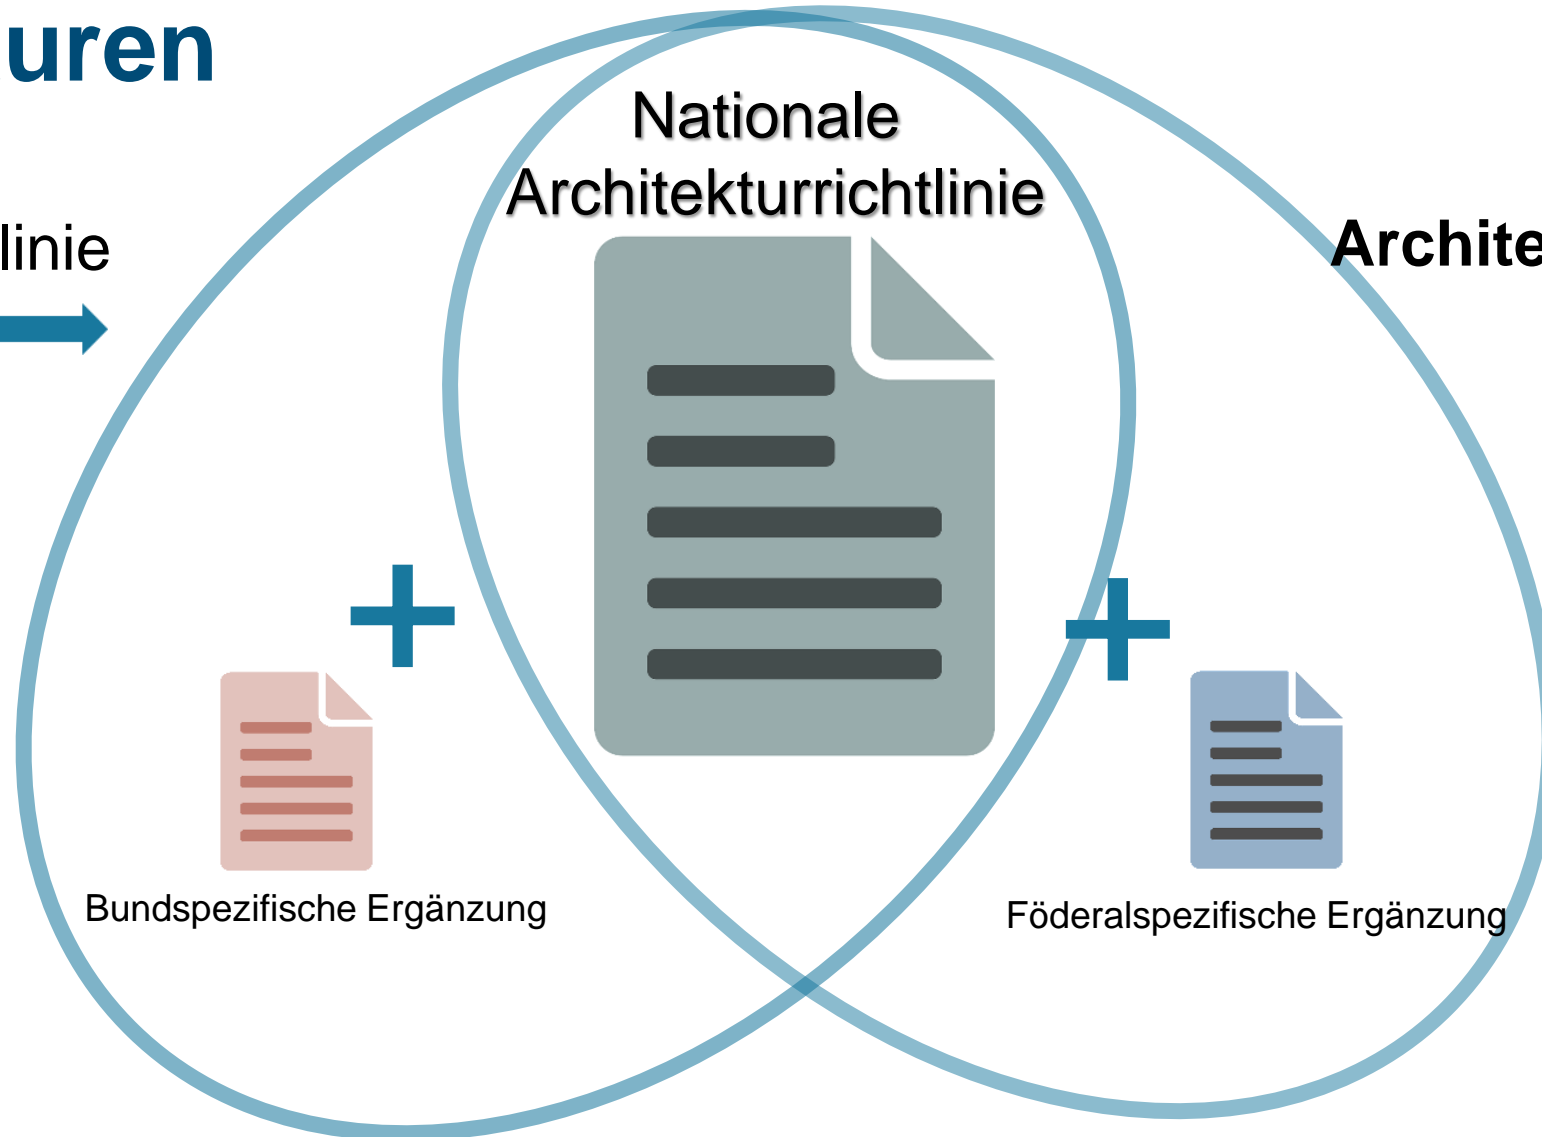 uren
Nationale
Architekturrichtlinie
linie
Archite
Bundspezifische Ergänzung
Föderalspezifische Ergänzung